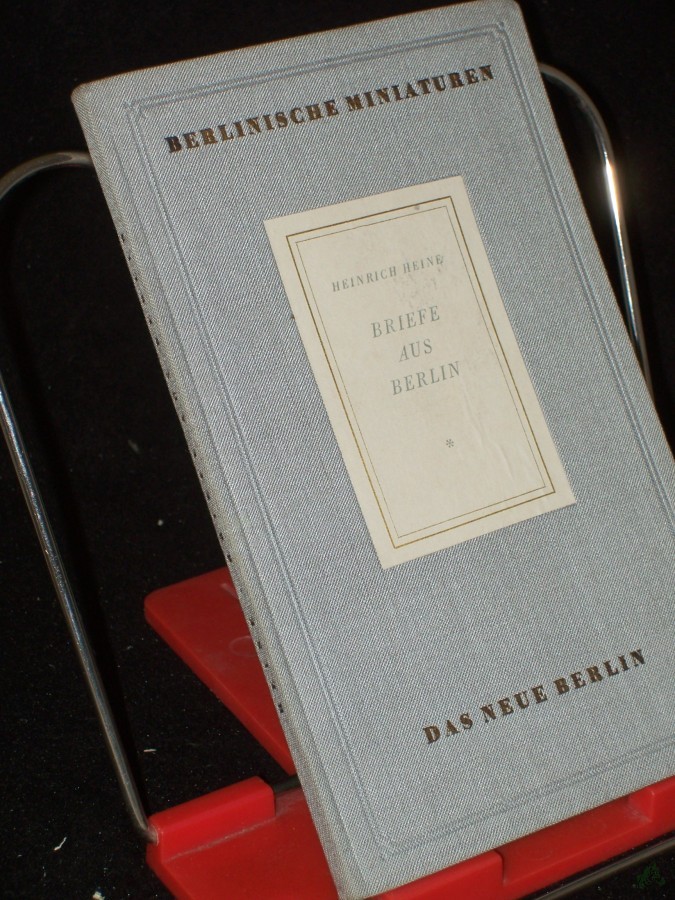 BERLINISCHE MINIATUREN
HEINRICH HEINE
BRIEFE
AUS
BERLIN
*
DAS NEUE BERLIN